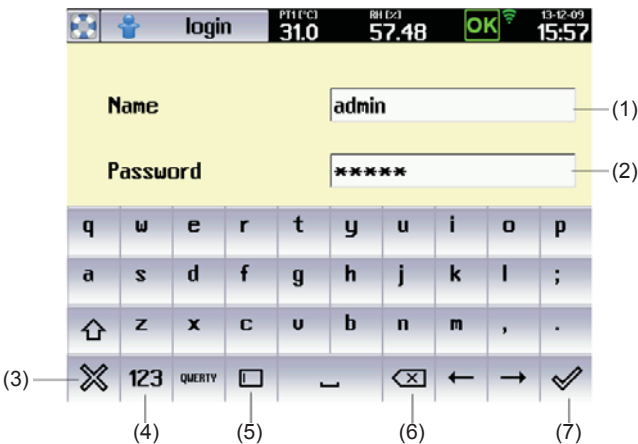 login PT1 [°C] RH [%] 13-12-09
31.0 57.48 OK 15:57
Name admin (1)
Password ***** (2)
q w e r t y u i o p
a s d f g h j k l ;
z x c v b n m , .
(3) 123 QWERTY
(4) (5) (6) (7)